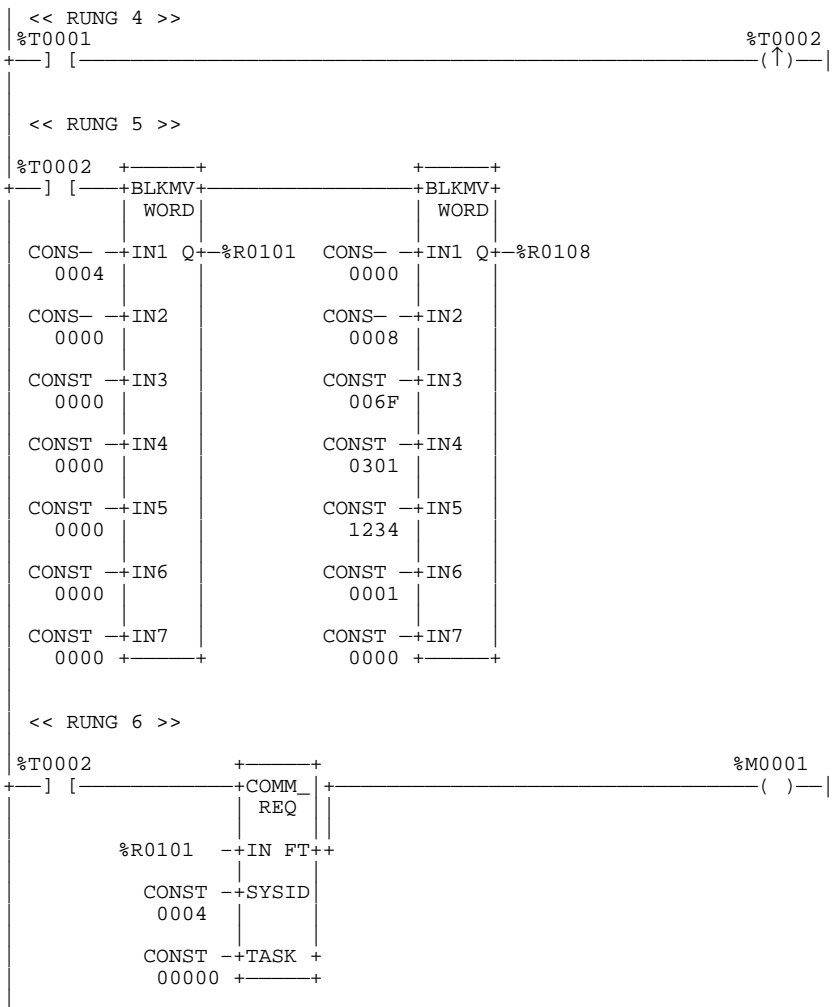 << RUNG 4 >>
%T0001 %T0002
] [ (↑)
<< RUNG 5 >>
%T0002
] [ BLKMV BLKMV
WORD WORD
CONS— IN1 Q %R0101 CONS— IN1 Q %R0108
0004 0000
CONS— IN2 CONS— IN2
0000 0008
CONST IN3 CONST IN3
0000 006F
CONST IN4 CONST IN4
0000 0301
CONST IN5 CONST IN5
0000 1234
CONST IN6 CONST IN6
0000 0001
CONST IN7 CONST IN7
0000 0000
<< RUNG 6 >>
%T0002 %M0001
] [ COMM_ ( )
REQ
%R0101 IN FT
CONST SYSID
0004
CONST TASK
00000